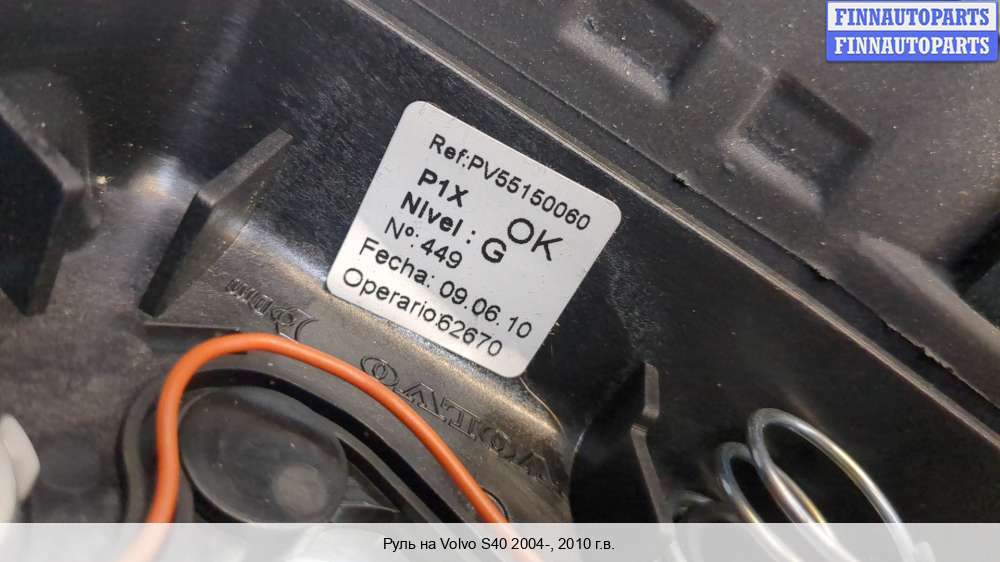 FINNAUTOPARTS
FINNAUTOPARTS
Ref:PV55150060
P1X OK
Nivel : G
Nº: 449
Fecha: 09.06.10
Operario:62670
VOLVO
Руль на Volvo S40 2004-, 2010 г.в.